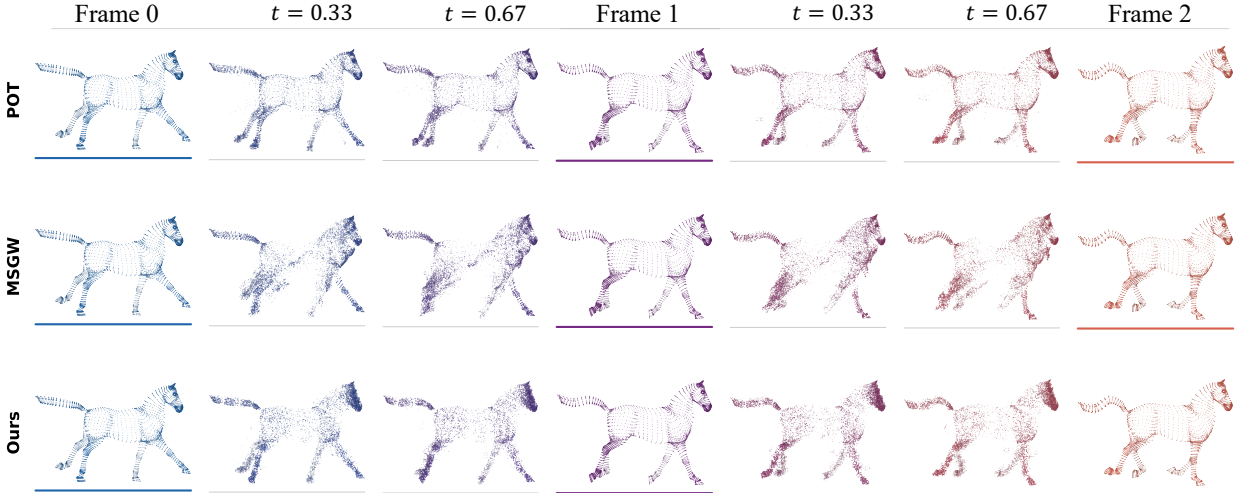 Frame 0 t = 0.33 t = 0.67 Frame 1 t = 0.33 t = 0.67 Frame 2
POT
MSGW
Ours